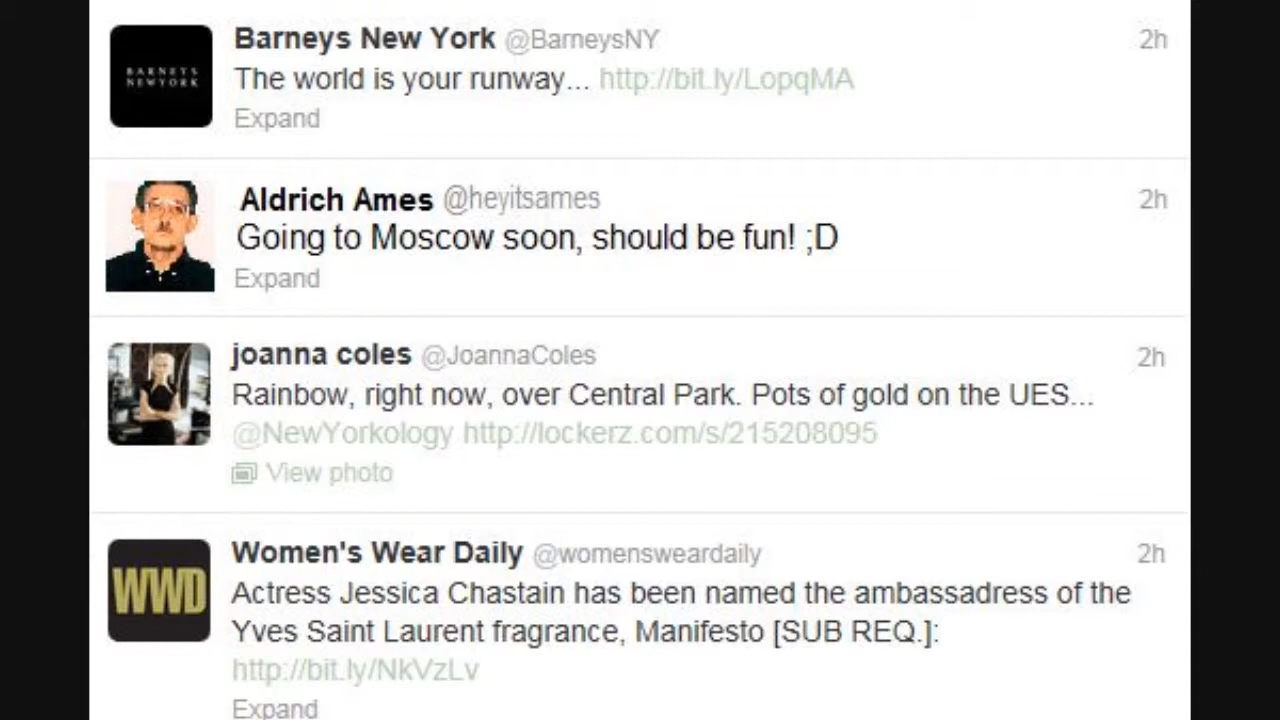 BARNEYS
NEWYORK
Barneys New York @BarneysNY 2h
The world is your runway... http://bit.ly/LopqMA
Expand
Aldrich Ames @heyitsames 2h
Going to Moscow soon, should be fun! ;D
Expand
joanna coles @JoannaColes 2h
Rainbow, right now, over Central Park. Pots of gold on the UES...
@NewYorkology http://lockerz.com/s/215208095
View photo
WWD
Women's Wear Daily @womensweardaily 2h
Actress Jessica Chastain has been named the ambassadress of the
Yves Saint Laurent fragrance, Manifesto [SUB REQ.]:
http://bit.ly/NkVzLv
Expand